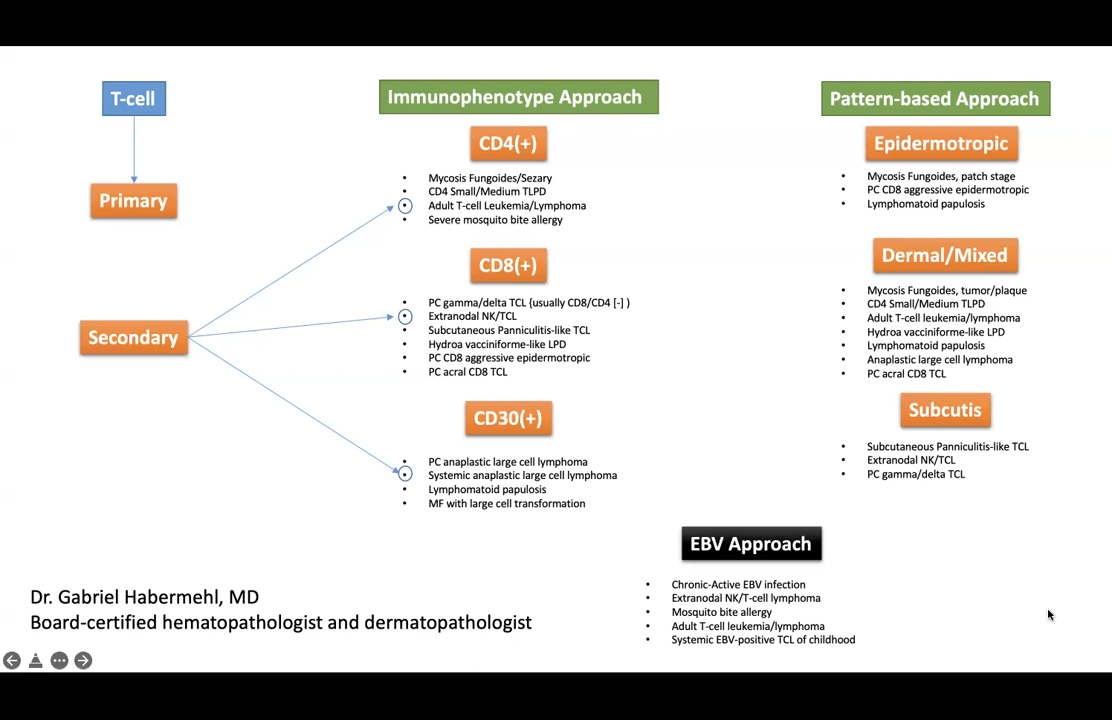 T-cell
Primary
Secondary
Immunophenotype Approach
CD4(+)
• Mycosis Fungoides/Sezary
• CD4 Small/Medium TLPD
• Adult T-cell Leukemia/Lymphoma
• Severe mosquito bite allergy
CD8(+)
• PC gamma/delta TCL (usually CD8/CD4 [-] )
• Extranodal NK/TCL
• Subcutaneous Panniculitis-like TCL
• Hydroa vacciniforme-like LPD
• PC CD8 aggressive epidermotropic
• PC acral CD8 TCL
CD30(+)
• PC anaplastic large cell lymphoma
• Systemic anaplastic large cell lymphoma
• Lymphomatoid papulosis
• MF with large cell transformation
Pattern-based Approach
Epidermotropic
• Mycosis Fungoides, patch stage
• PC CD8 aggressive epidermotropic
• Lymphomatoid papulosis
Dermal/Mixed
• Mycosis Fungoides, tumor/plaque
• CD4 Small/Medium TLPD
• Adult T-cell leukemia/lymphoma
• Hydroa vacciniforme-like LPD
• Lymphomatoid papulosis
• Anaplastic large cell lymphoma
• PC acral CD8 TCL
Subcutis
• Subcutaneous Panniculitis-like TCL
• Extranodal NK/TCL
• PC gamma/delta TCL
EBV Approach
• Chronic-Active EBV infection
• Extranodal NK/T-cell lymphoma
• Mosquito bite allergy
• Adult T-cell leukemia/lymphoma
• Systemic EBV-positive TCL of childhood
Dr. Gabriel Habermehl, MD
Board-certified hematopathologist and dermatopathologist